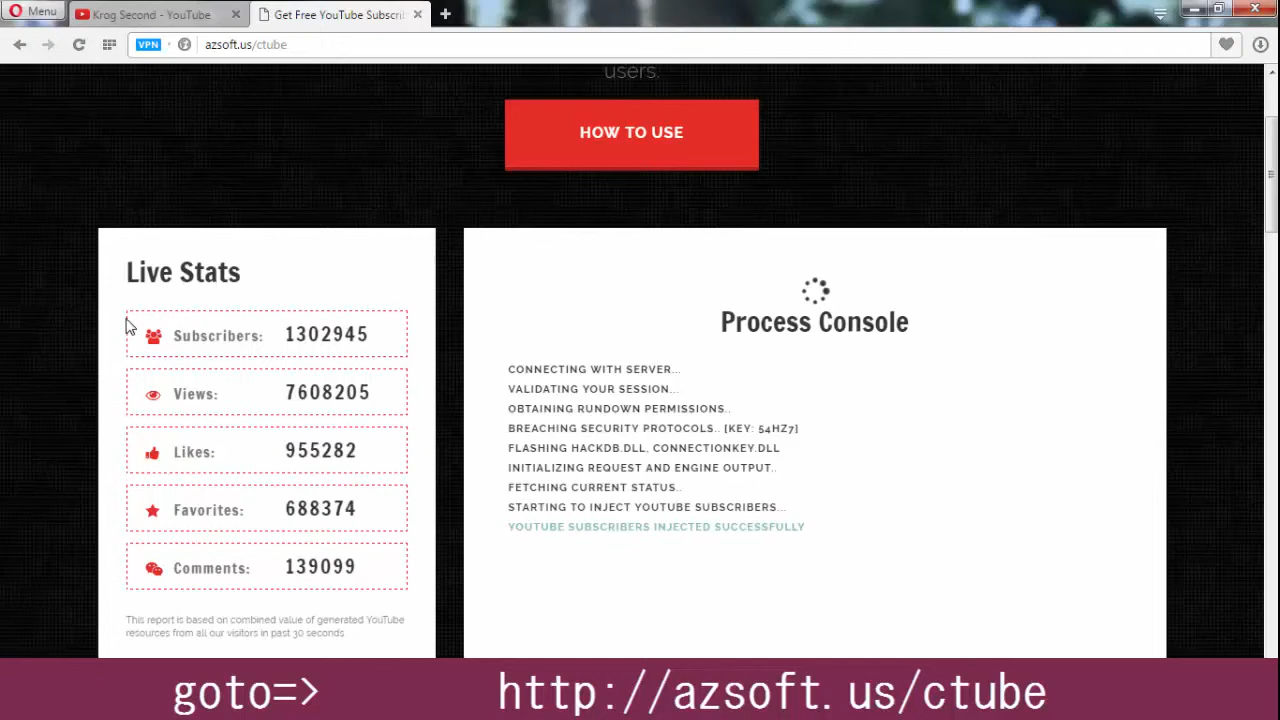 Menu
Krog Second - YouTube
Get Free YouTube Subscri
VPN
azsoft.us/ctube
users.
HOW TO USE
Live Stats
Subscribers: 1302945
Views: 7608205
Likes: 955282
Favorites: 688374
Comments: 139099
This report is based on combined value of generated YouTube
resources from all our visitors in past 30 seconds
Process Console
CONNECTING WITH SERVER...
VALIDATING YOUR SESSION...
OBTAINING RUNDOWN PERMISSIONS..
BREACHING SECURITY PROTOCOLS.. [KEY: 54HZ7]
FLASHING HACKDB.DLL, CONNECTIONKEY.DLL
INITIALIZING REQUEST AND ENGINE OUTPUT..
FETCHING CURRENT STATUS..
STARTING TO INJECT YOUTUBE SUBSCRIBERS...
YOUTUBE SUBSCRIBERS INJECTED SUCCESSFULLY
goto=> http://azsoft.us/ctube